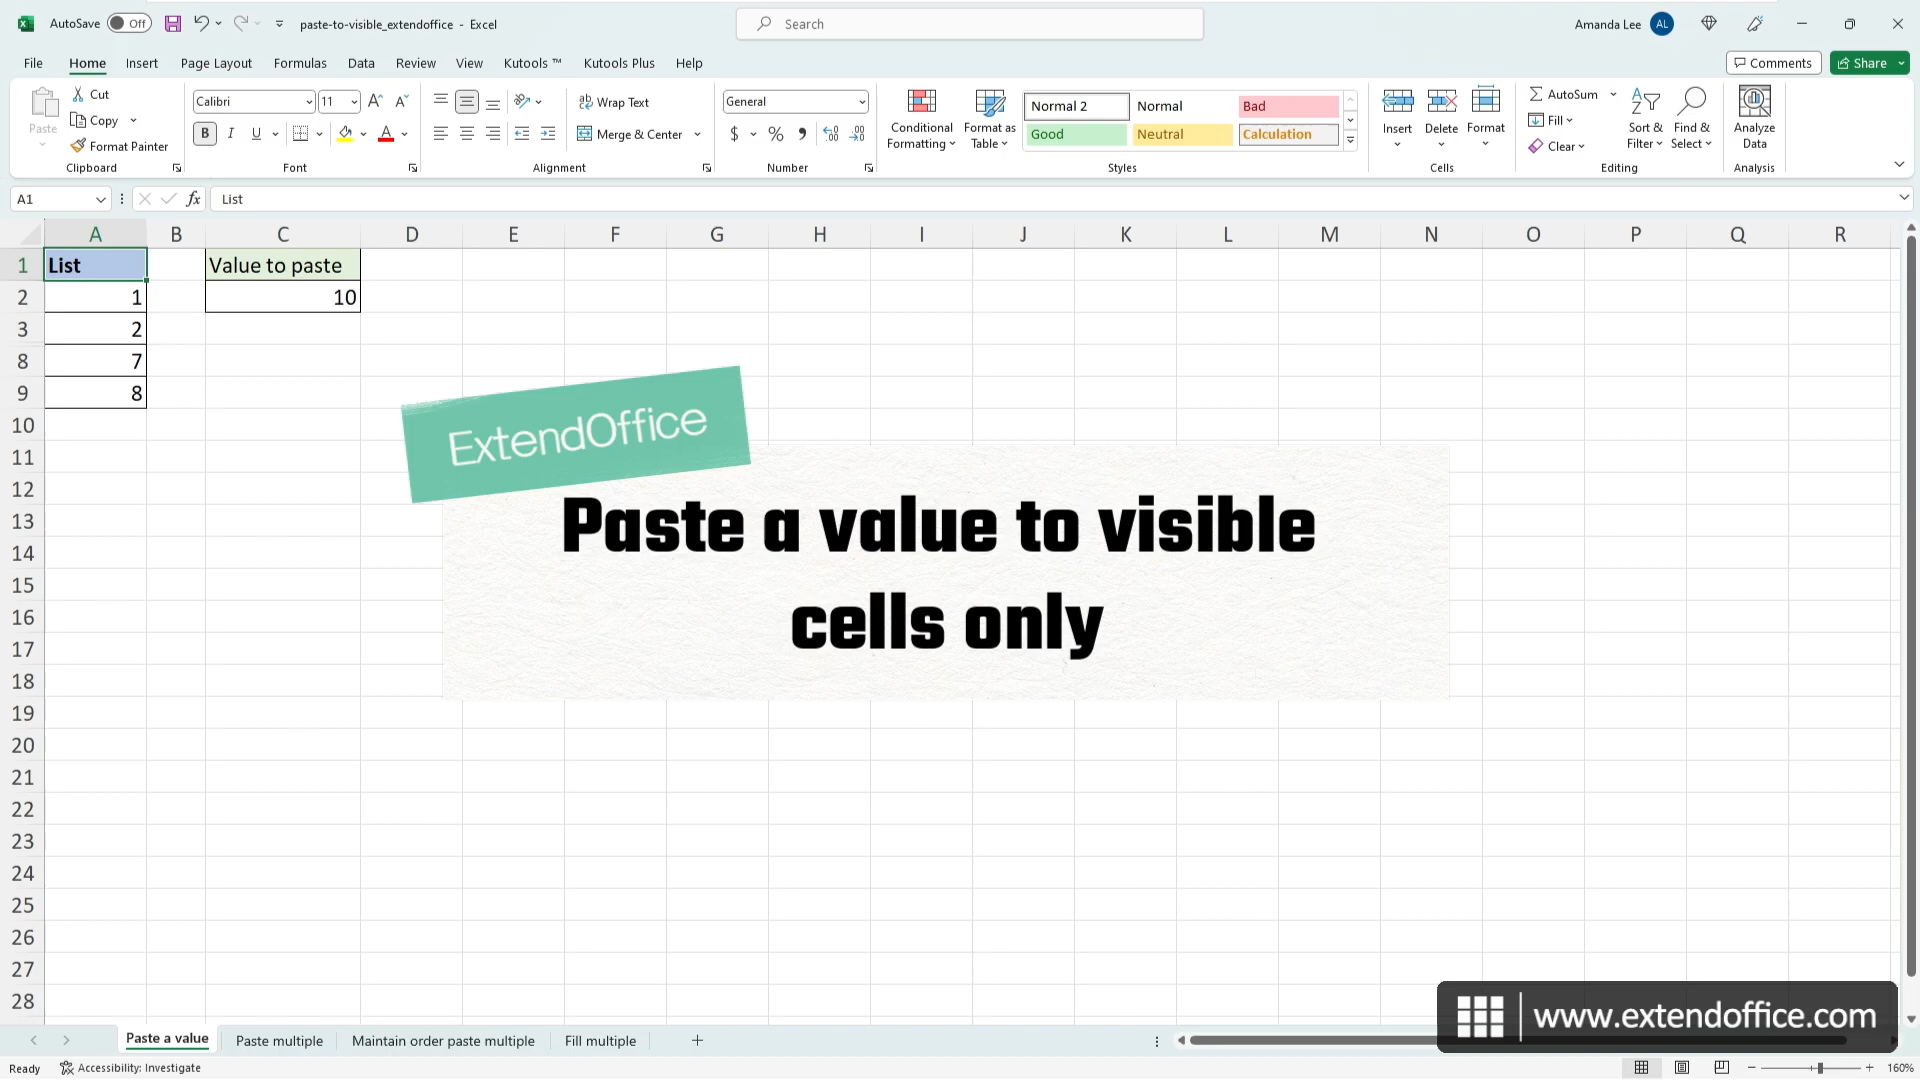 AutoSave Off paste-to-visible_extendoffice - Excel Search Amanda Lee AL
File Home Insert Page Layout Formulas Data Review View Kutools ™ Kutools Plus Help Comments Share
Paste Cut Copy Format Painter Clipboard
Calibri 11 B I U A Font
Wrap Text Merge & Center Alignment
General $ % Number
Conditional Formatting Format as Table
Normal 2 Normal Bad
Good Neutral Calculation
Styles
Insert Delete Format Cells
AutoSum Fill Clear Sort & Filter Find & Select Editing
Analyze Data Analysis
A1 fx List
A B C D E F G H I J K L M N O P Q R
1 List Value to paste
2 1 10
3 2
8 7
9 8
10
11
12
13
14
15
16
17
18
19
20
21
22
23
24
25
26
27
28
ExtendOffice
Paste a value to visible
cells only
www.extendoffice.com
Paste a value Paste multiple Maintain order paste multiple Fill multiple
Ready Accessibility: Investigate 160%